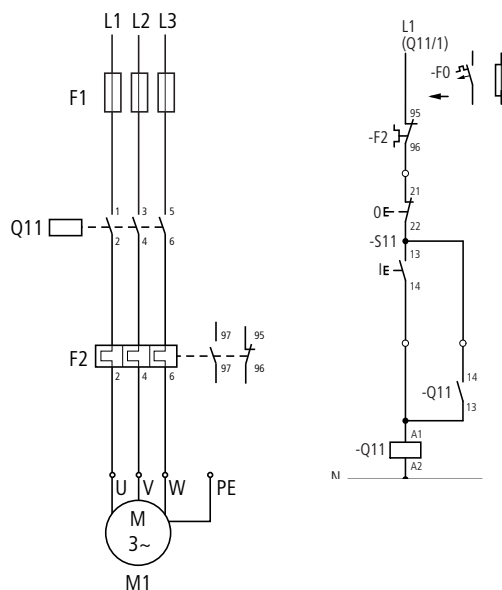 L1 L2 L3
F1
Q11
1 3 5
2 4 6
F2
97 95
97 96
2 4 6
U V W PE
M
3~
M1
L1
(Q11/1)
-F0
95
-F2
96
21
0E
22
-S11
13
IE
14
14
-Q11
13
A1
-Q11
A2
N